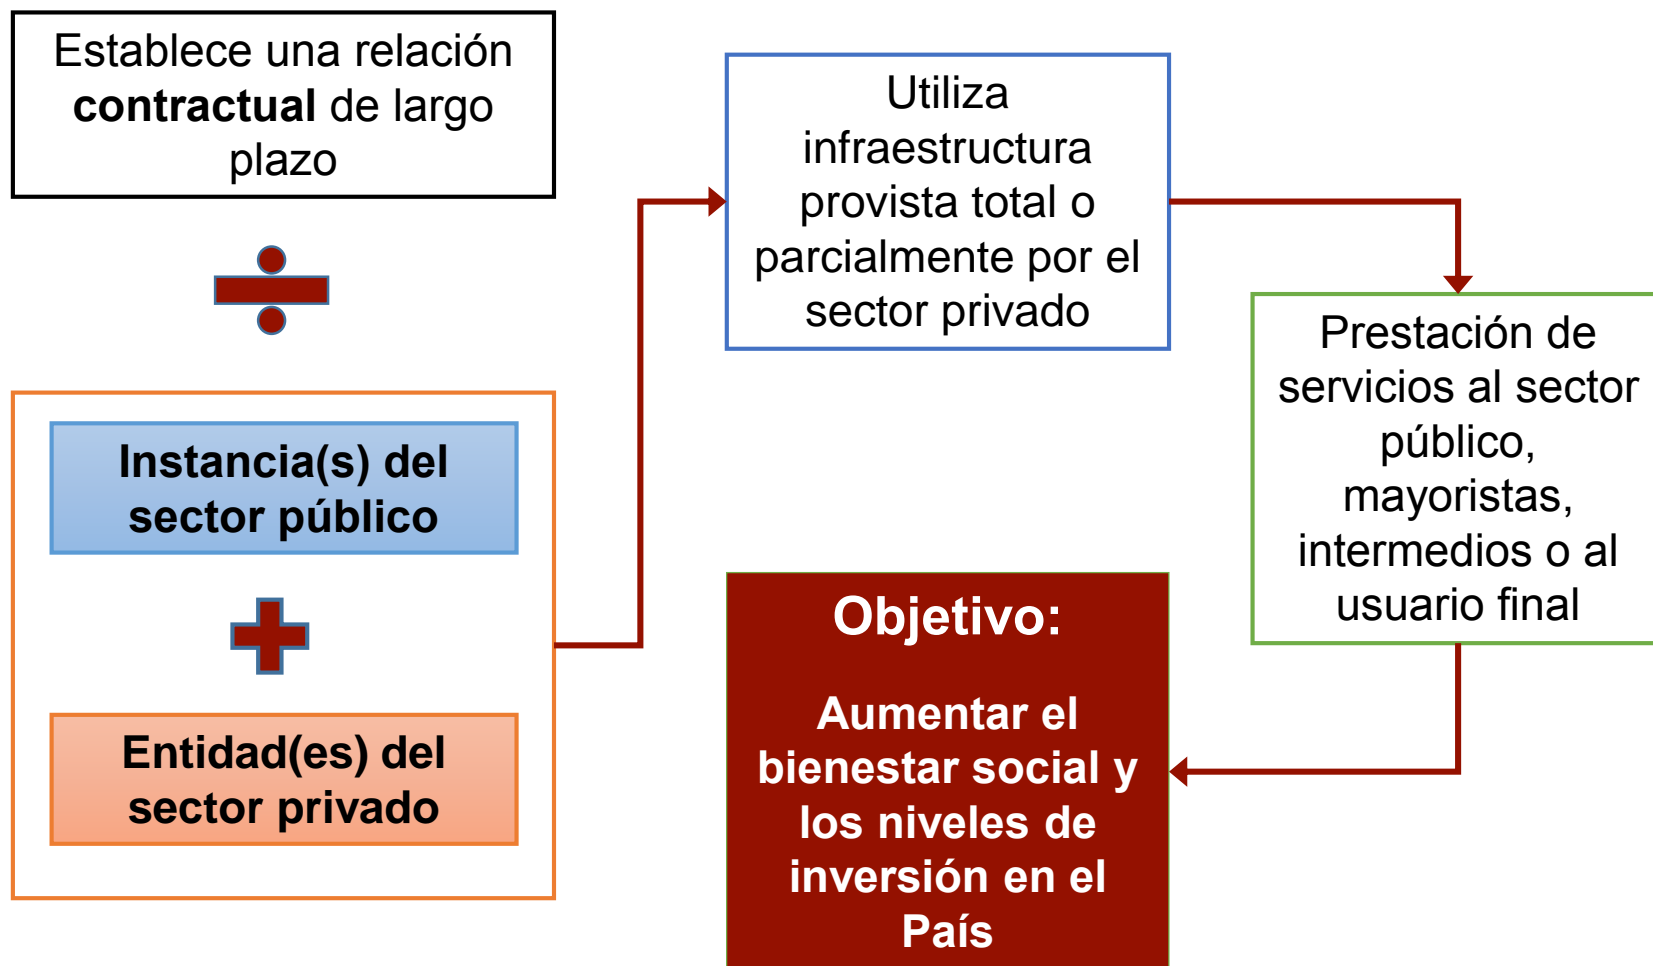 Establece una relación
contractual de largo
plazo
Instancia(s) del
sector público
Entidad(es) del
sector privado
Utiliza
infraestructura
provista total o
parcialmente por el
sector privado
Prestación de
servicios al sector
público,
mayoristas,
intermedios o al
usuario final
Objetivo:
Aumentar el
bienestar social y
los niveles de
inversión en el
País